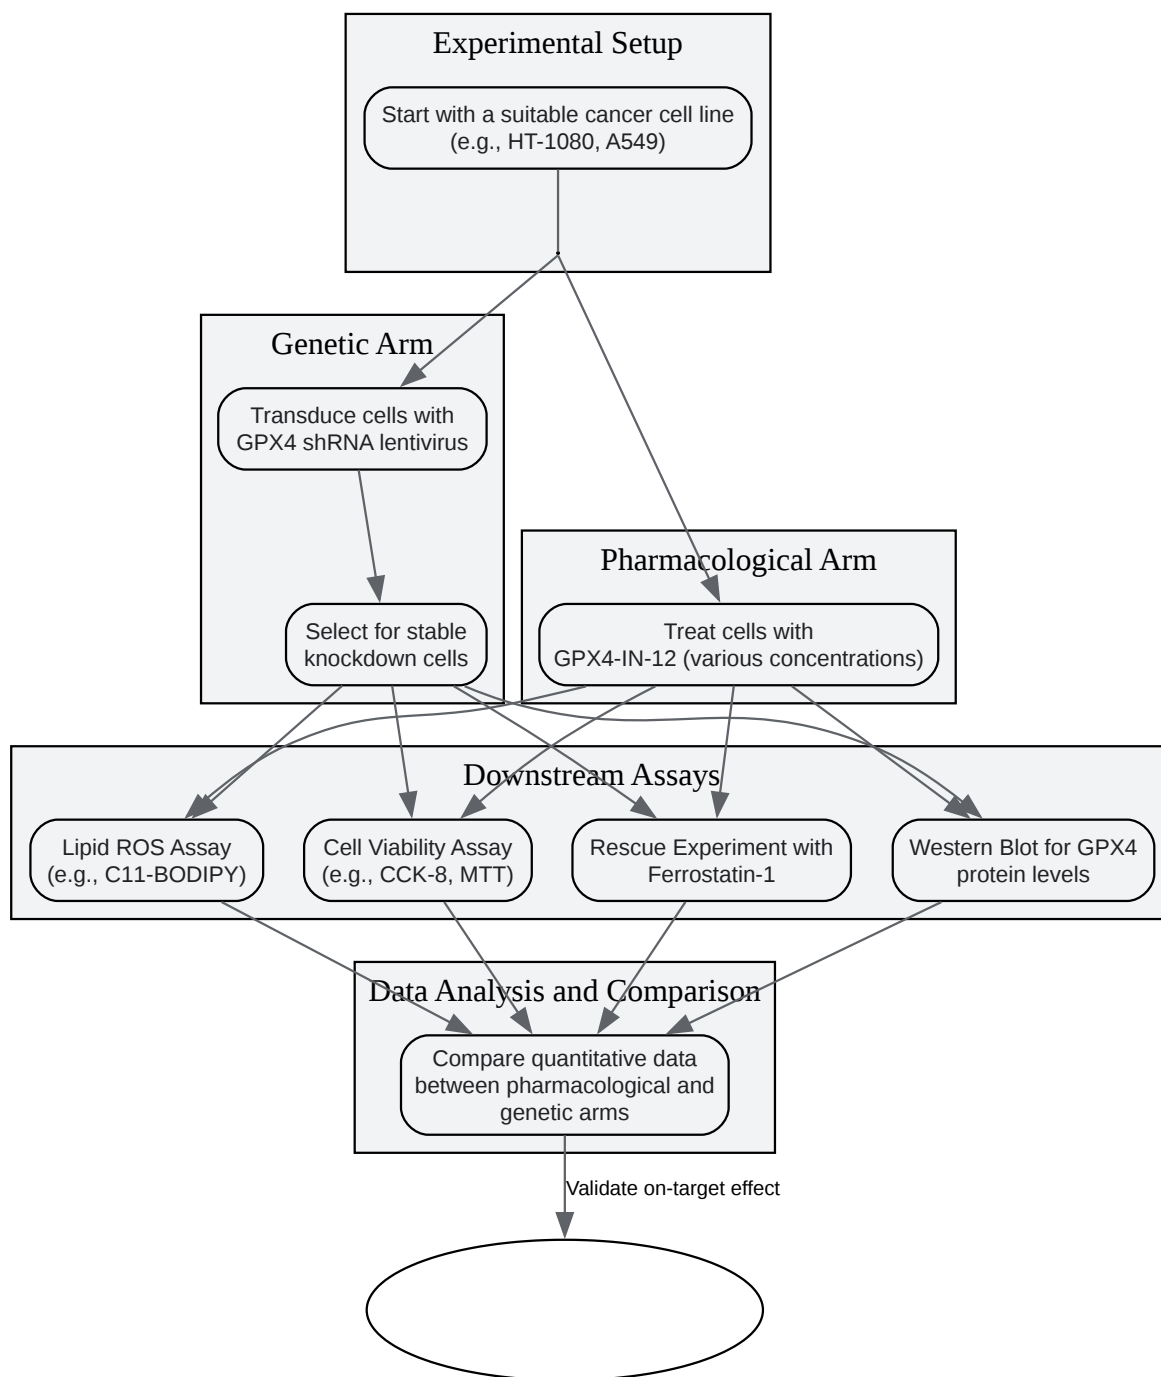 Experimental Setup
Start with a suitable cancer cell line
(e.g., HT-1080, A549)
Genetic Arm
Transduce cells with
GPX4 shRNA lentivirus
Pharmacological Arm
Select for stable
knockdown cells
Treat cells with
GPX4-IN-12 (various concentrations)
Downstream Assays
Lipid ROS Assay
(e.g., C11-BODIPY)
Cell Viability Assay
(e.g., CCK-8, MTT)
Rescue Experiment with
Ferrostatin-1
Western Blot for GPX4
protein levels
Data Analysis and Comparison
Compare quantitative data
between pharmacological and
genetic arms
Validate on-target effect